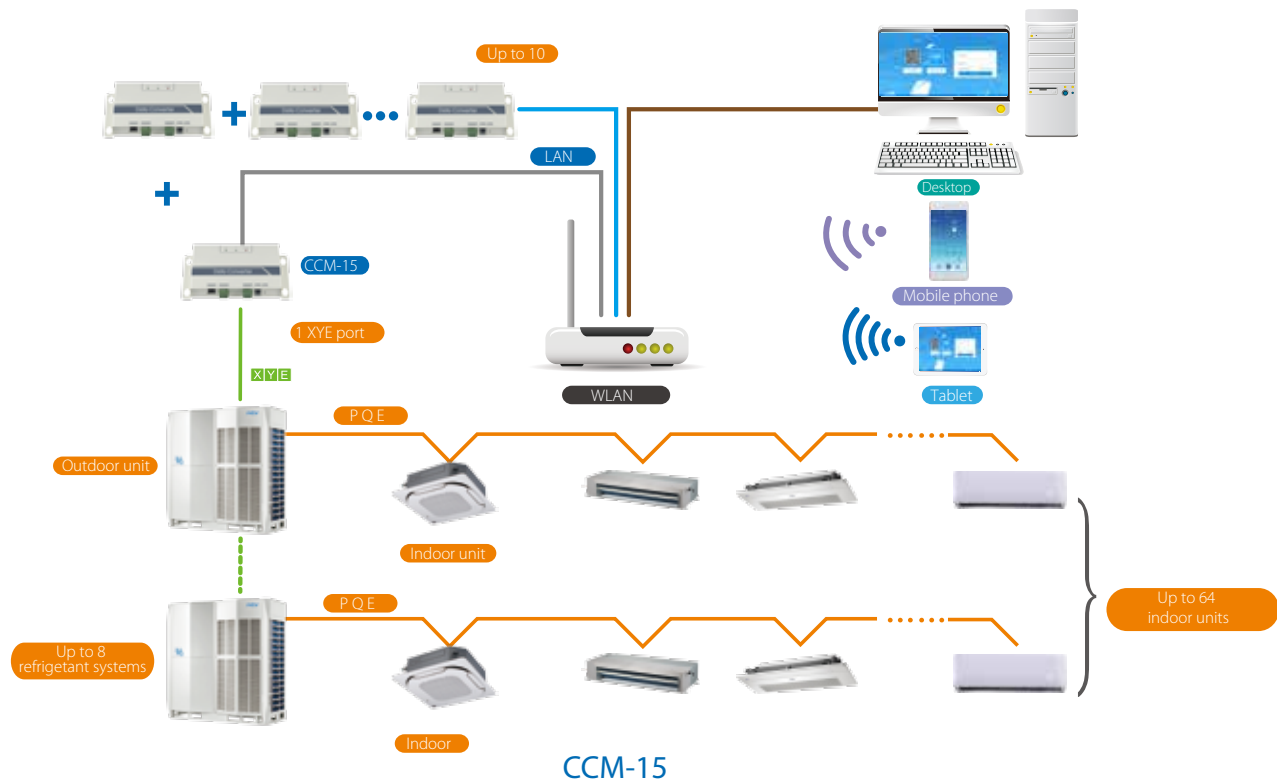 Up to 10
LAN
Desktop
CCM-15
Mobile phone
1 XYE port
X Y E
WLAN
Tablet
P Q E
Outdoor unit
Indoor unit
P Q E
Up to 64
indoor units
Up to 8
refrigetant systems
Indoor
CCM-15